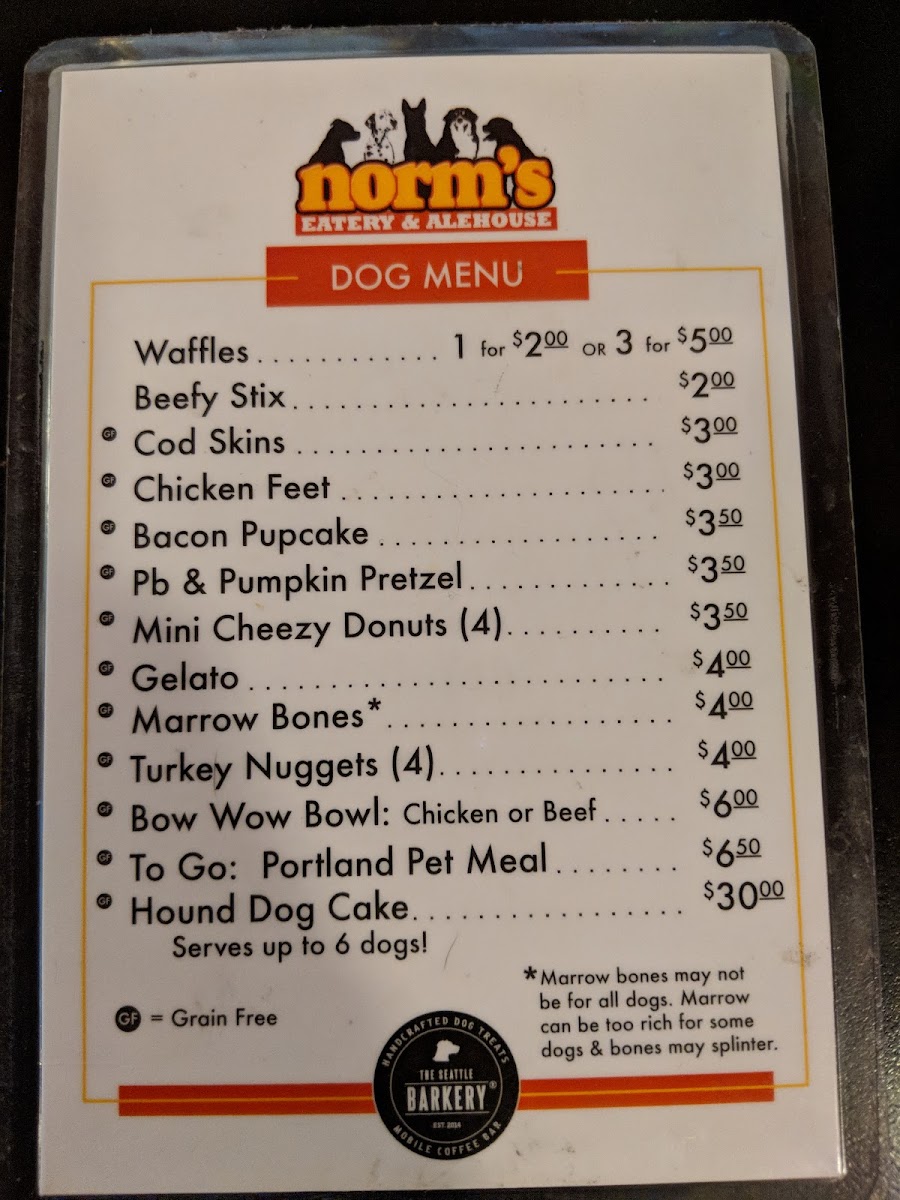 norm's
EATERY & ALEHOUSE
DOG MENU
Waffles ............ 1 for $2.00 OR 3 for $5.00
Beefy Stix ........................ $2.00
GF Cod Skins ........................ $3.00
GF Chicken Feet ...................... $3.00
GF Bacon Pupcake .................... $3.50
GF Pb & Pumpkin Pretzel ............. $3.50
GF Mini Cheezy Donuts (4) .......... $3.50
GF Gelato .......................... $4.00
GF Marrow Bones* ................... $4.00
GF Turkey Nuggets (4) .............. $4.00
GF Bow Wow Bowl: Chicken or Beef ..... $6.00
GF To Go: Portland Pet Meal ........ $6.50
GF Hound Dog Cake ................. $30.00
Serves up to 6 dogs!
*Marrow bones may not
be for all dogs. Marrow
can be too rich for some
dogs & bones may splinter.
GF = Grain Free
HANDCRAFTED DOG TREATS
THE SEATTLE
BARKERY®
EST. 2014
MOBILE COFFEE BAR